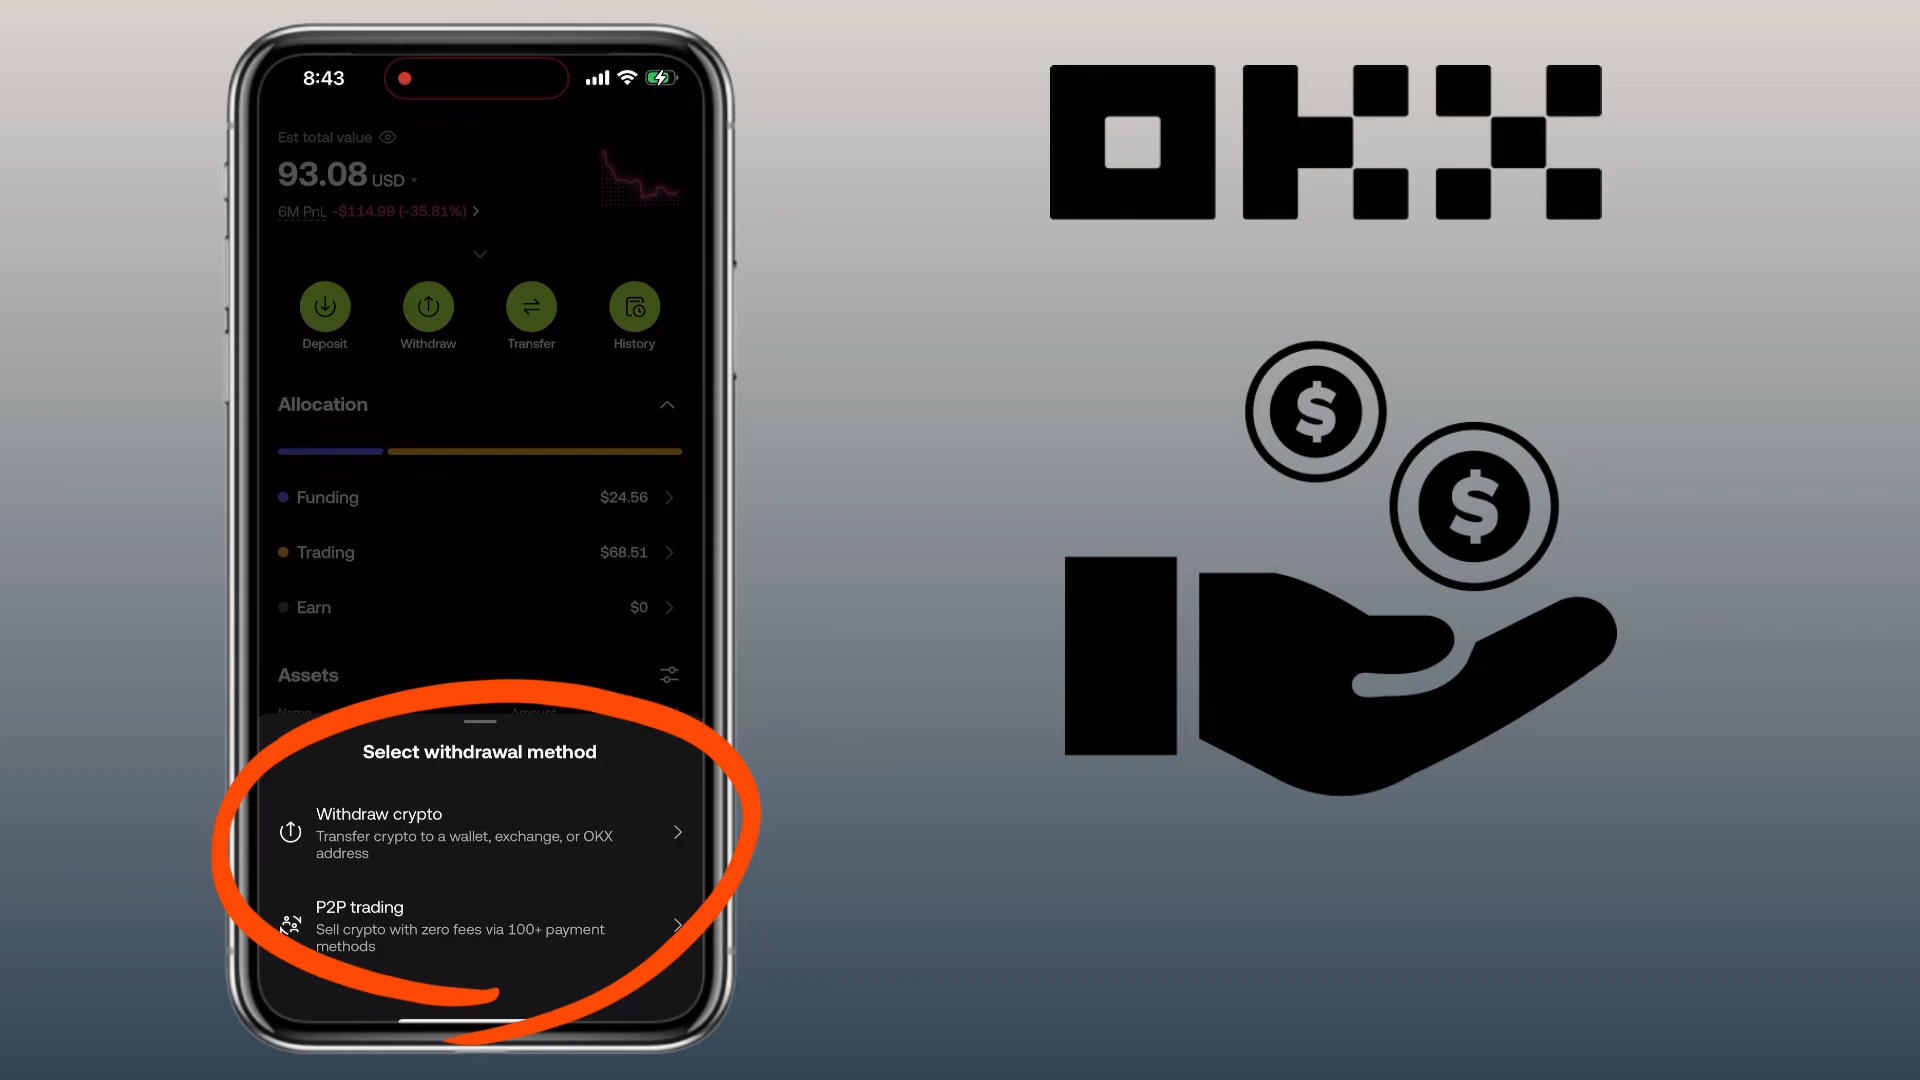 8:43
Est total value
93.08 USD
6M PnL -$114.99 (-35.81%)
Deposit
Withdraw
Transfer
History
Allocation
Funding
$24.56
Trading
$68.51
Earn
$0
Assets
Name
Amount
Select withdrawal method
Withdraw crypto
Transfer crypto to a wallet, exchange, or OKX
address
P2P trading
Sell crypto with zero fees via 100+ payment
methods
OKX
$
$